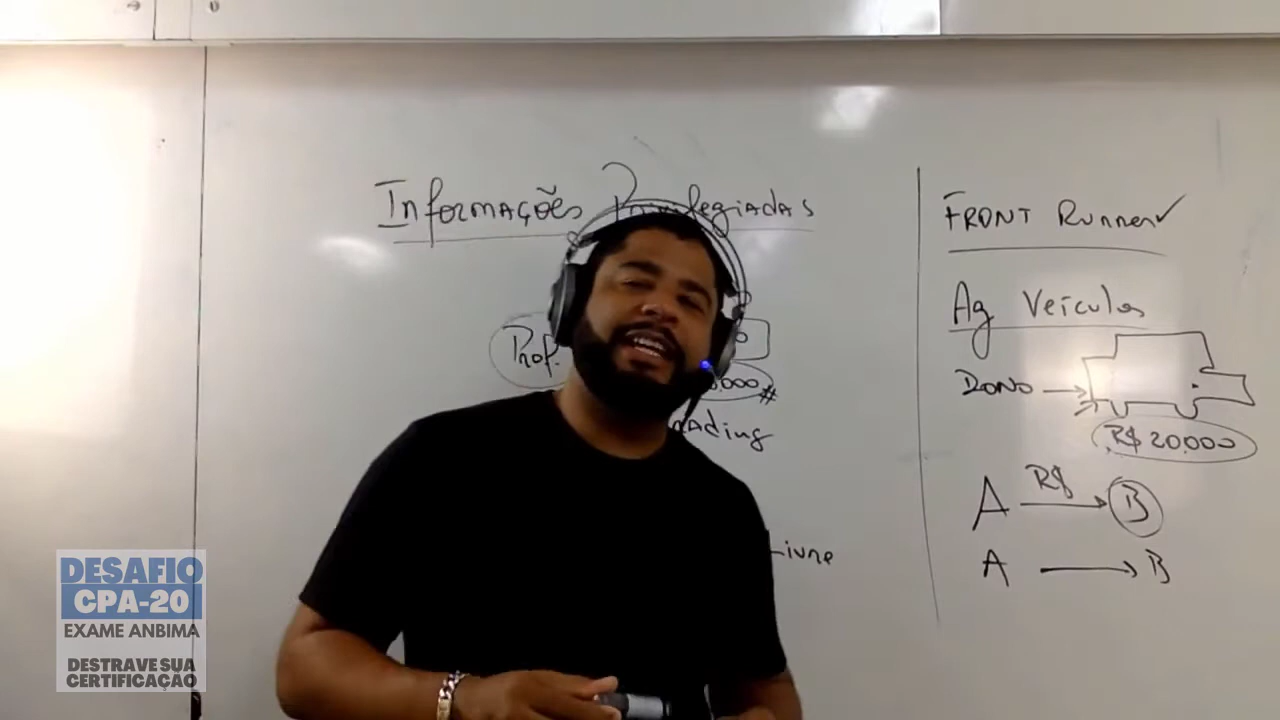 Informações Privilegiadas
Prof.
0.000
ading
Livre
FRONT Runner
Ag Veículos
DONO
R$ 20.000
A R$ B
A B
DESAFIO
CPA-20
EXAME ANBIMA
DESTRAVE SUA
CERTIFICAÇÃO